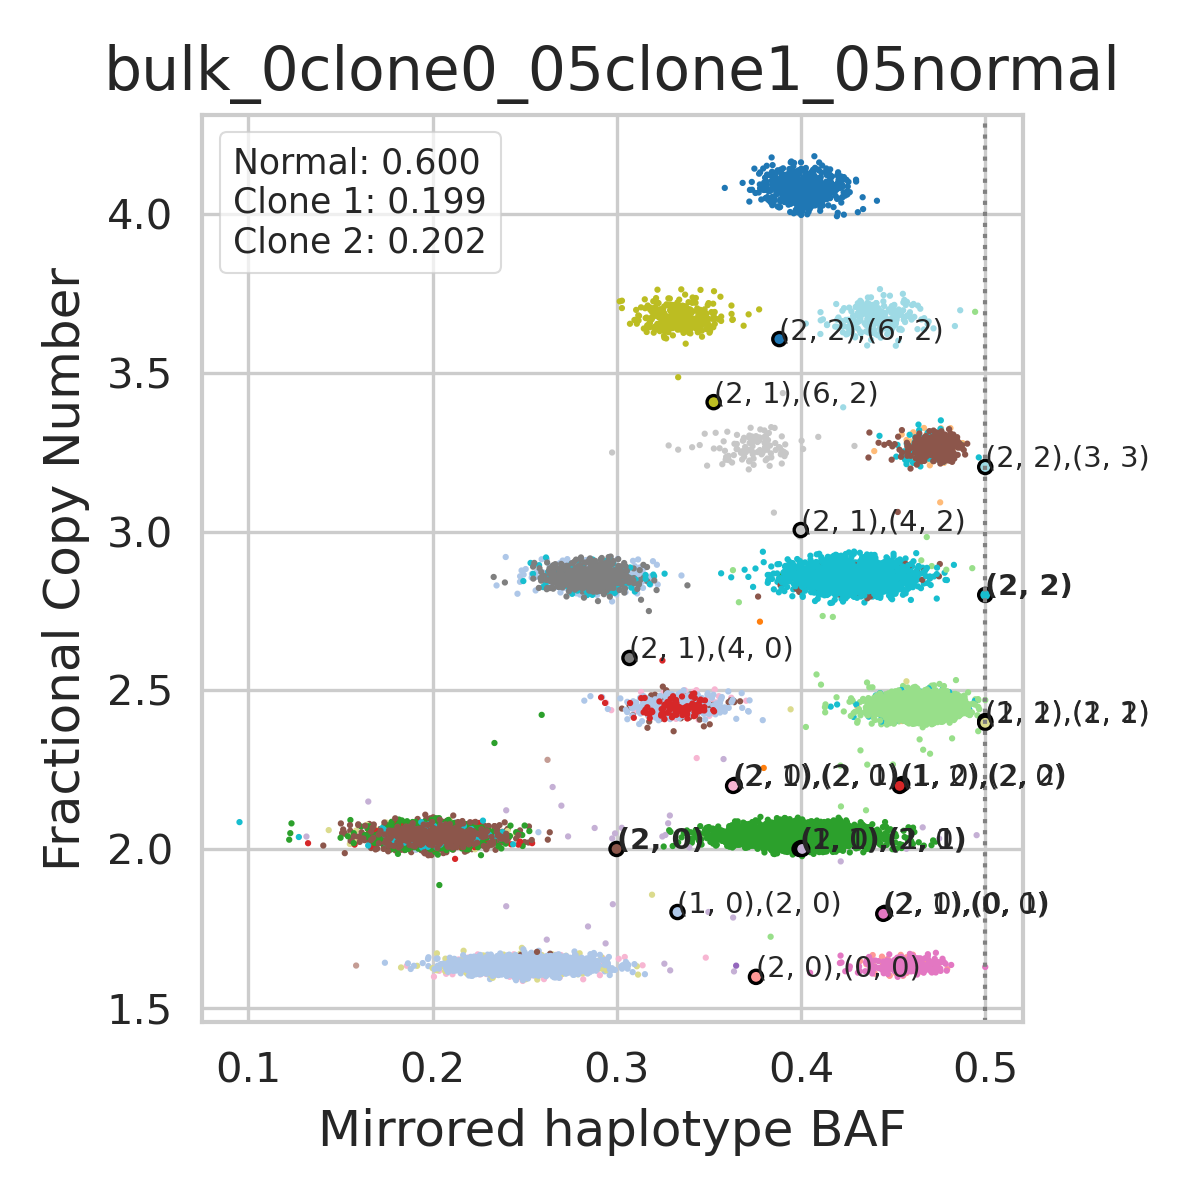 bulk_0clone0_05clone1_05normal
Normal: 0.600
Clone 1: 0.199
Clone 2: 0.202
Fractional Copy Number
4.0
3.5
3.0
2.5
2.0
1.5
(2, 2),(6, 2)
(2, 1),(6, 2)
(2, 2),(3, 3)
(2, 1),(4, 2)
(2, 2)
(2, 1),(4, 0)
(2, 0)
(1, 0),(2, 0)
(2, 0),(0, 0)
0.1
0.2
0.3
0.4
0.5
Mirrored haplotype BAF